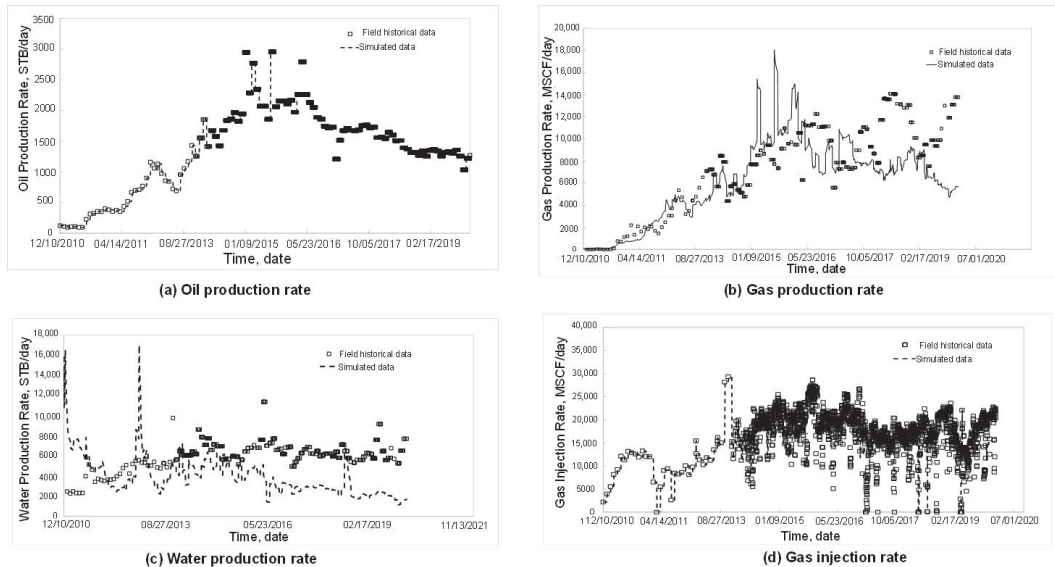 3500
3000
2500
2000
1500
1000
500
0
Oil Production Rate, STB/day
Field historical data
Simulated data
12/10/2010 04/14/2011 08/27/2013 01/09/2015 05/23/2016 10/05/2017 02/17/2019
Time, date
(a) Oil production rate
20,000
18,000
16,000
14,000
12,000
10,000
8,000
6,000
4000
2000
0
Gas Production Rate, MSCF/day
Field historical data
Simulated data
12/10/2010 04/14/2011 08/27/2013 01/09/2015 05/23/2016 10/05/2017 02/17/2019 07/01/2020
Time, date
(b) Gas production rate
18,000
16,000
14,000
12,000
10,000
8,000
6000
4000
2000
0
Water Production Rate, STB/day
Field historical data
Simulated data
12/10/2010 08/27/2013 05/23/2016 02/17/2019 11/13/2021
Time, date
(c) Water production rate
40,000
35,000
30,000
25,000
20,000
15,000
10,000
5,000
0
Gas Injection Rate, MSCF/day
Field historical data
Simulated data
112/10/2010 04/14/2011 08/27/2013 01/09/2015 05/23/2016 10/05/2017 02/17/2019 07/01/2020
Time, date
(d) Gas injection rate